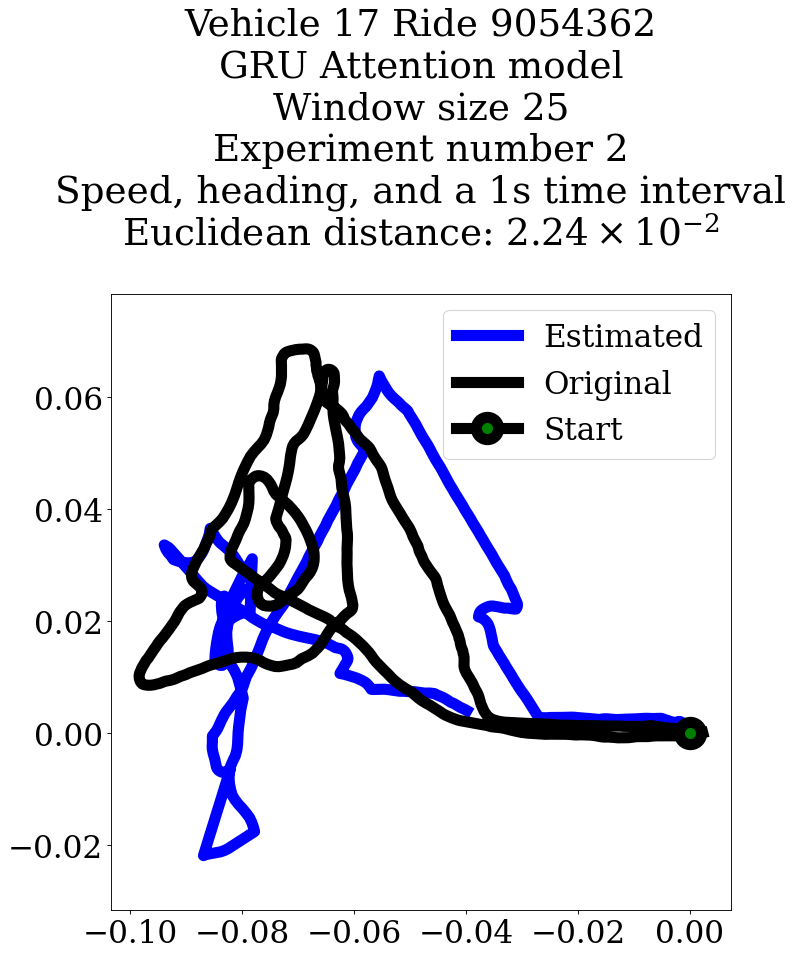 Vehicle 17 Ride 9054362
GRU Attention model
Window size 25
Experiment number 2
Speed, heading, and a 1s time interval
Euclidean distance: 2.24 × 10⁻²
Estimated
Original
Start
0.06
0.04
0.02
0.00
−0.02
−0.10 −0.08 −0.06 −0.04 −0.02 0.00